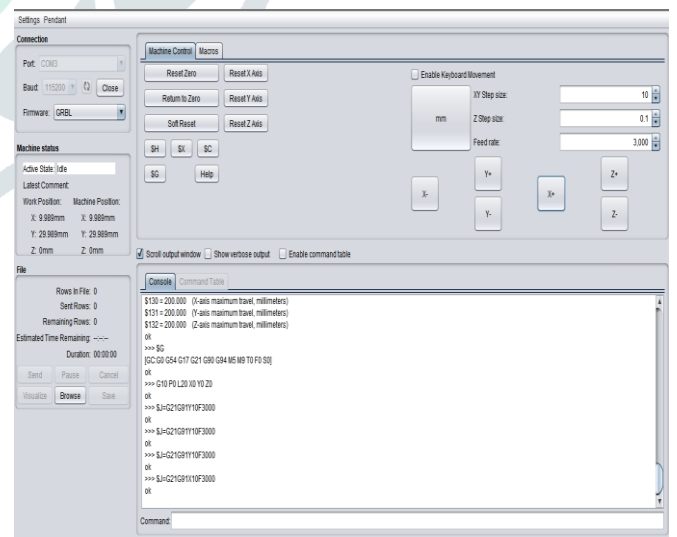 Settings Pendant
Connection
Port: COM3
Baud: 115200 Close
Firmware: GRBL
Machine status
Active State: Idle
Latest Comment:
Work Position: Machine Position:
X: 9.989mm X: 9.989mm
Y: 29.989mm Y: 29.989mm
Z: 0mm Z: 0mm
File
Rows In File: 0
Sent Rows: 0
Remaining Rows: 0
Estimated Time Remaining: --:--:--
Duration: 00:00:00
Send Pause Cancel
Visualize Browse Save
Machine Control Macros
Reset Zero Reset X Axis
Return to Zero Reset Y Axis
Soft Reset Reset Z Axis
$H $X $C
$G Help
Enable Keyboard Movement
mm
XY Step size: 10
Z Step size: 0.1
Feed rate: 3,000
X- Y+ Y- X+ Z+ Z-
Scroll output window Show verbose output Enable command table
Console Command Table
$130 = 200.000 (X-axis maximum travel, millimeters)
$131 = 200.000 (Y-axis maximum travel, millimeters)
$132 = 200.000 (Z-axis maximum travel, millimeters)
ok
>>> $G
[GC:G0 G54 G17 G21 G90 G94 M5 M9 T0 F0 S0]
ok
>>> G10 P0 L20 X0 Y0 Z0
ok
>>> $J=G21G91Y10F3000
ok
>>> $J=G21G91Y10F3000
ok
>>> $J=G21G91Y10F3000
ok
>>> $J=G21G91X10F3000
ok
Command: